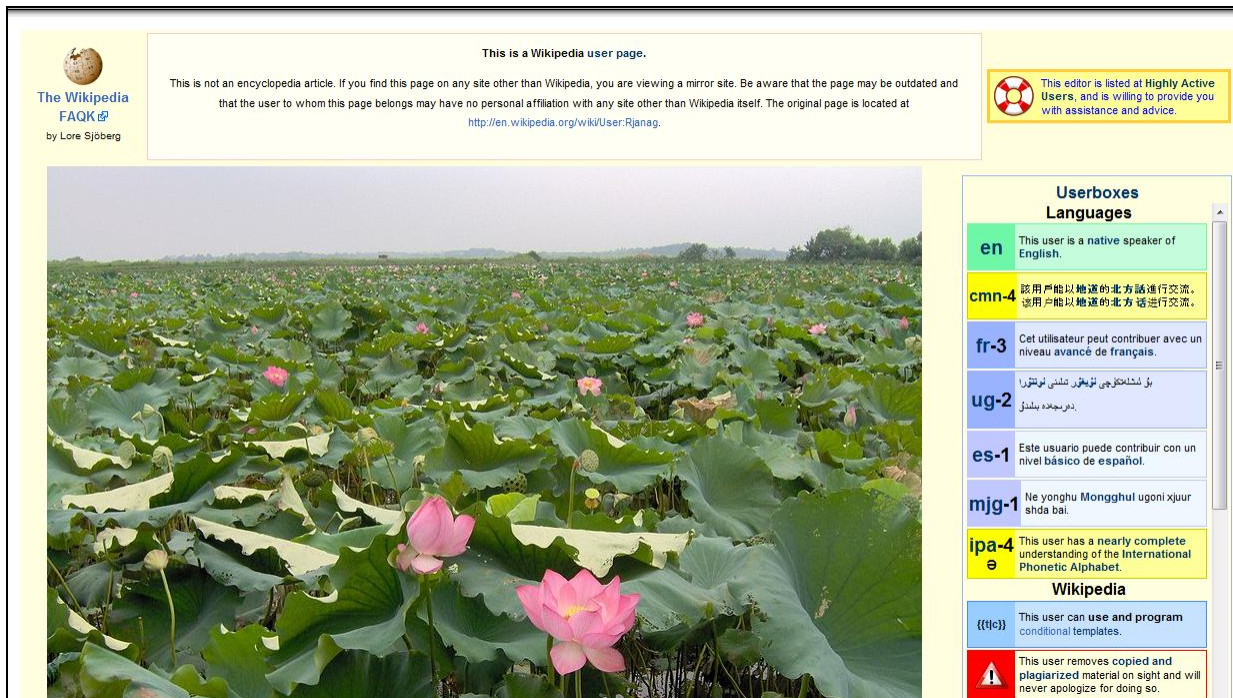 This is a Wikipedia user page.
This is not an encyclopedia article. If you find this page on any site other than Wikipedia, you are viewing a mirror site. Be aware that the page may be outdated and
that the user to whom this page belongs may have no personal affiliation with any site other than Wikipedia itself. The original page is located at
http://en.wikipedia.org/wiki/User:Rjanag.
The Wikipedia
FAQK
by Lore Sjöberg
This editor is listed at Highly Active
Users, and is willing to provide you
with assistance and advice.
Userboxes
Languages
en
This user is a native speaker of
English.
cmn-4
該用戶能以地道的北方話進行交流。
该用户能以地道的北方话进行交流。
fr-3
Cet utilisateur peut contribuer avec un
niveau avancé de français.
ug-2
بۇ ئىشلەتكۈچى ئۇيغۇر تىلىنى ئوتتۇرا
دەرىجىدە بىلىدۇ.
es-1
Este usuario puede contribuir con un
nivel básico de español.
mjg-1
Ne yonghu Mongghul ugoni xjuur
shda bai.
ipa-4
ə
This user has a nearly complete
understanding of the International
Phonetic Alphabet.
Wikipedia
{{t|c}}
This user can use and program
conditional templates.
This user removes copied and
plagiarized material on sight and will
never apologize for doing so.